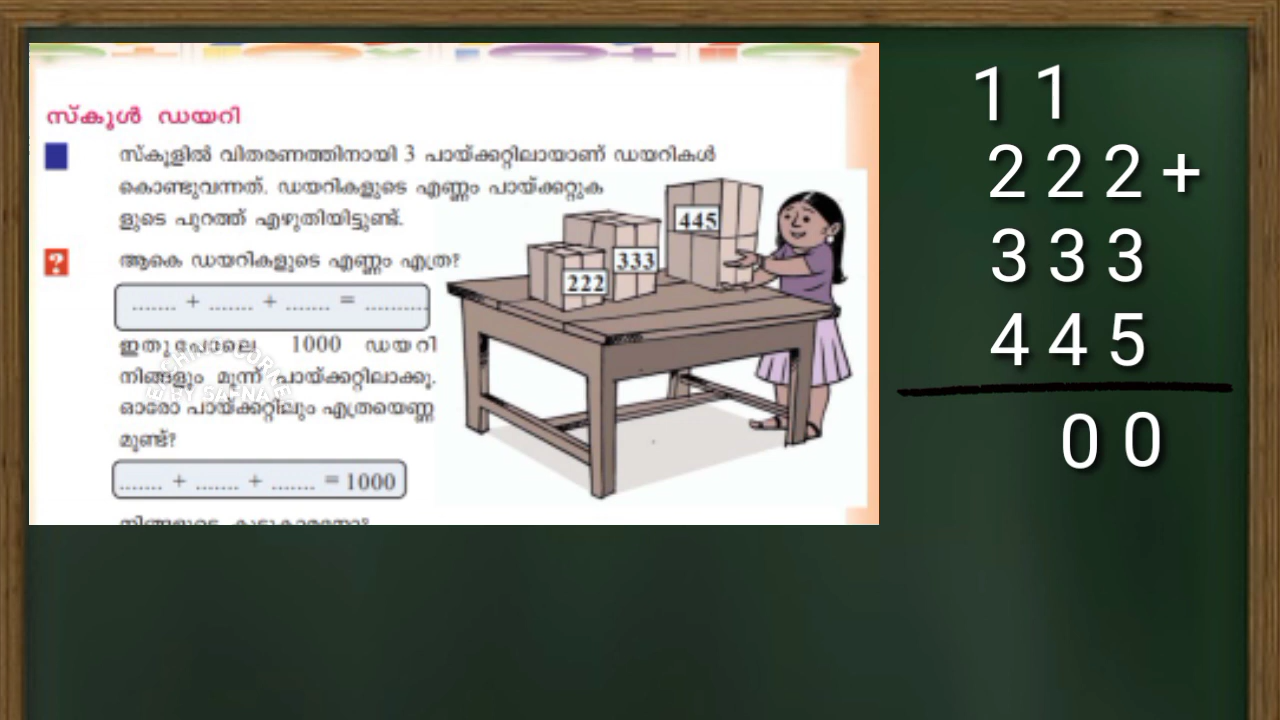 സ്കൂൾ ഡയറി
സ്കൂളിൽ വിതരണത്തിനായി 3 പായ്ക്കറ്റിലായാണ് ഡയറികൾ
കൊണ്ടുവന്നത്. ഡയറികളുടെ എണ്ണം പായ്ക്കറ്റുക
ളുടെ പുറത്ത് എഴുതിയിട്ടുണ്ട്.
?
ആകെ ഡയറികളുടെ എണ്ണം എത്ര?
....... + ....... + ....... = ..........
ഇതുപോലെ 1000 ഡയറി
നിങ്ങളും മൂന്ന് പായ്ക്കറ്റിലാക്കൂ.
ഓരോ പായ്ക്കറ്റിലും എത്രയെണ്ണ
മുണ്ട്?
....... + ....... + ....... = 1000
445
333
222
1 1
2 2 2 +
3 3 3
4 4 5
0 0